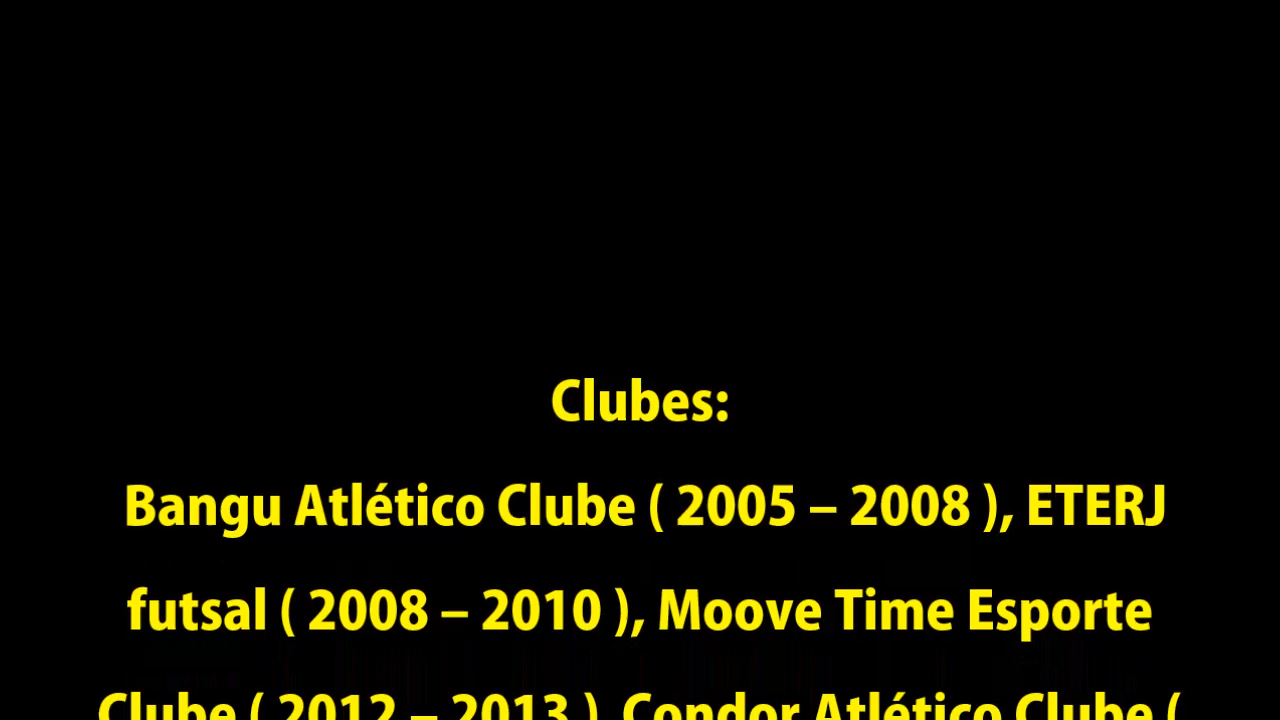 Clubes:
Bangu Atlético Clube ( 2005 – 2008 ), ETERJ
futsal ( 2008 – 2010 ), Moove Time Esporte
Clube ( 2012 – 2013 ), Condor Atlético Clube (